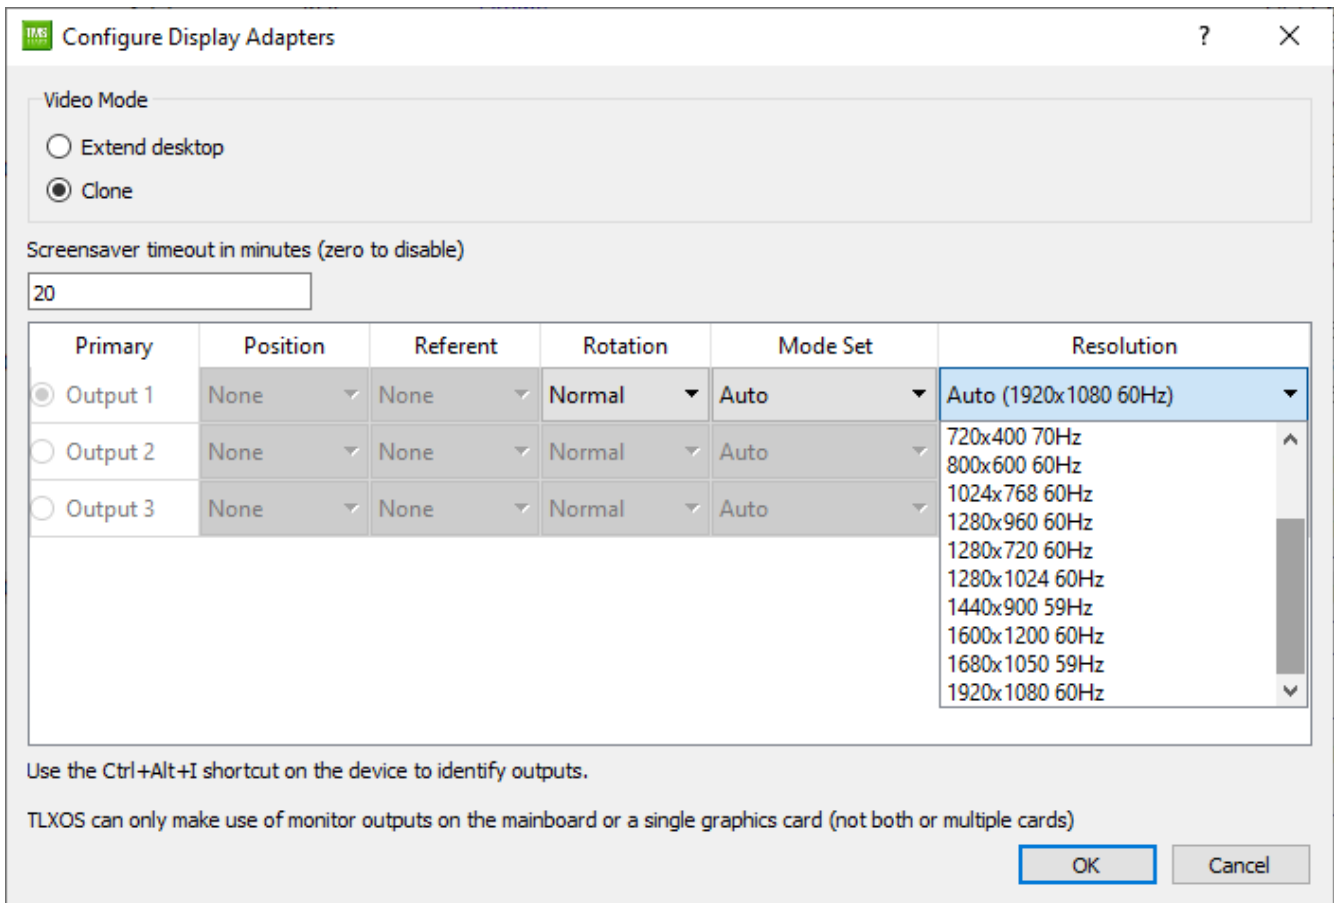 Configure Display Adapters ?
Video Mode
Extend desktop
Clone
Screensaver timeout in minutes (zero to disable)
20
Primary Position Referent Rotation Mode Set Resolution
Output 1 None None Normal Auto Auto (1920x1080 60Hz)
720x400 70Hz
Output 2 None None Normal Auto
800x600 60Hz
1024x768 60Hz
Output 3 None None Normal Auto
1280x960 60Hz
1280x720 60Hz
1280x1024 60Hz
1440x900 59Hz
1600x1200 60Hz
1680x1050 59Hz
1920x1080 60Hz
Use the Ctrl+Alt+I shortcut on the device to identify outputs.
TLXOS can only make use of monitor outputs on the mainboard or a single graphics card (not both or multiple cards)
OK Cancel